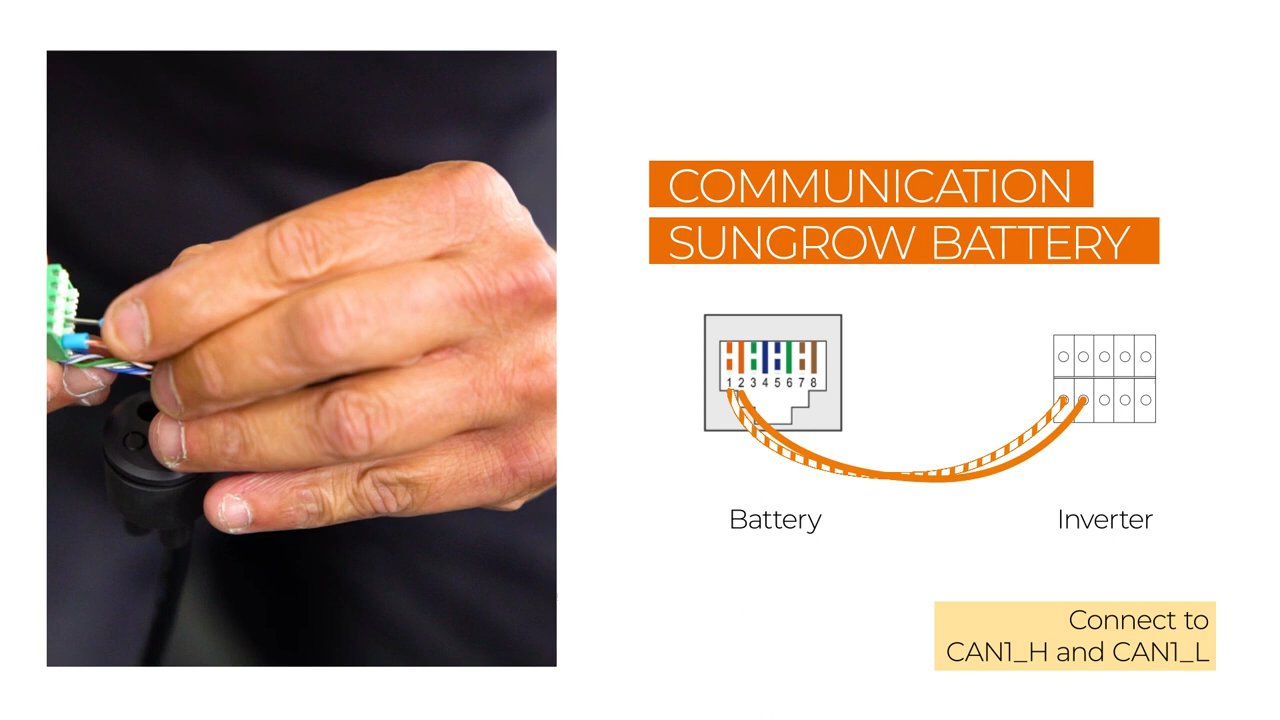 COMMUNICATION
SUNGROW BATTERY
1 2 3 4 5 6 7 8
Battery
Inverter
Connect to
CAN1_H and CAN1_L